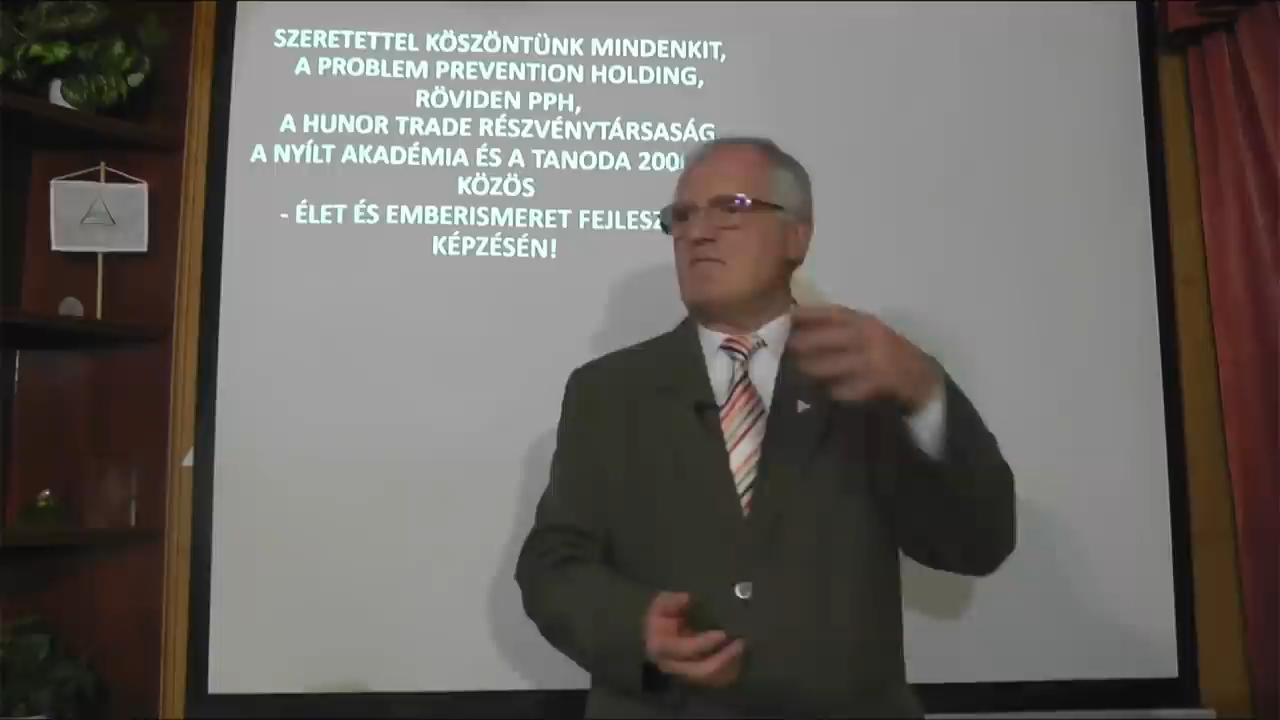 SZERETETTEL KÖSZÖNTÜNK MINDENKIT,
A PROBLEM PREVENTION HOLDING,
RÖVIDEN PPH,
A HUNOR TRADE RÉSZVÉNYTÁRSASÁG
A NYÍLT AKADÉMIA ÉS A TANODA
KÖZÖS
- ÉLET ÉS EMBERISMERET
KÉPZÉSÉN!